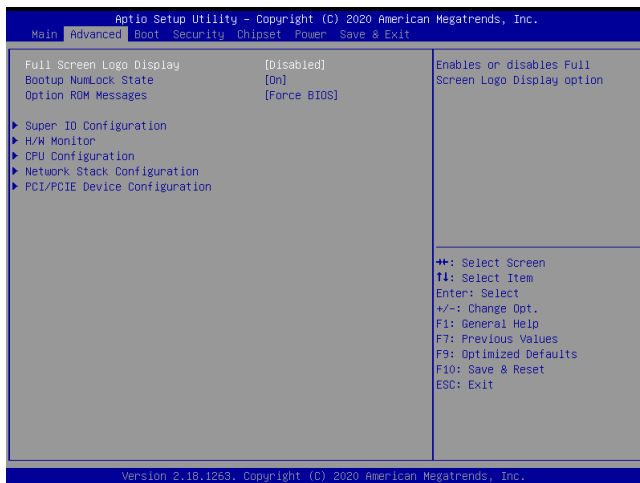 Aptio Setup Utility – Copyright (C) 2020 American Megatrends, Inc.
Main Advanced Boot Security Chipset Power Save & Exit
Full Screen Logo Display [Disabled]
Bootup NumLock State [On]
Option ROM Messages [Force BIOS]
▶ Super IO Configuration
▶ H/W Monitor
▶ CPU Configuration
▶ Network Stack Configuration
▶ PCI/PCIE Device Configuration
Enables or disables Full
Screen Logo Display option
→←: Select Screen
↑↓: Select Item
Enter: Select
+/-: Change Opt.
F1: General Help
F7: Previous Values
F9: Optimized Defaults
F10: Save & Reset
ESC: Exit
Version 2.18.1263. Copyright (C) 2020 American Megatrends, Inc.